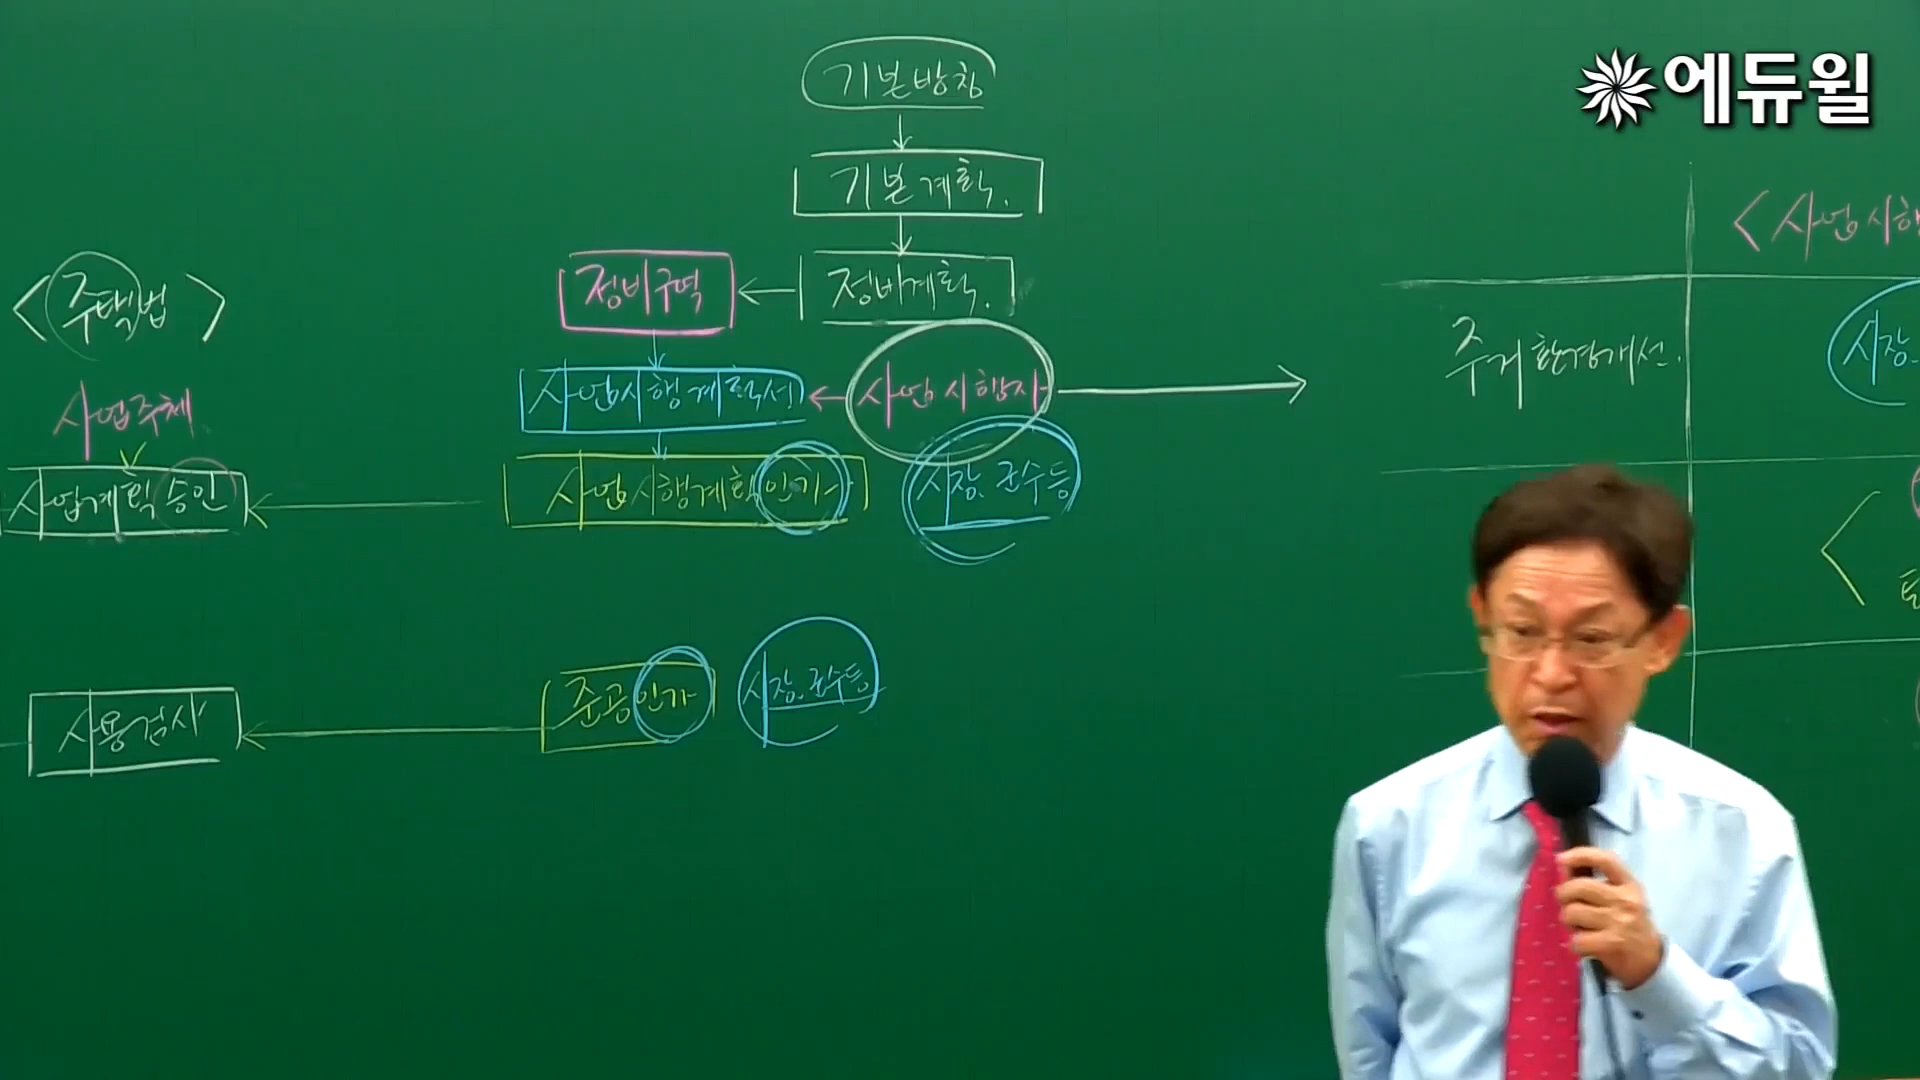 에듀윌
기본방침
기본계획.
정비계획.
정비구역
<주택법>
사업시행계획서
사업시행자
사업주체
사업시행계획인가
시장.군수등
사업계획승인
준공인가
시장.군수등
사용검사
<사업시행
주거환경개선.
시장.